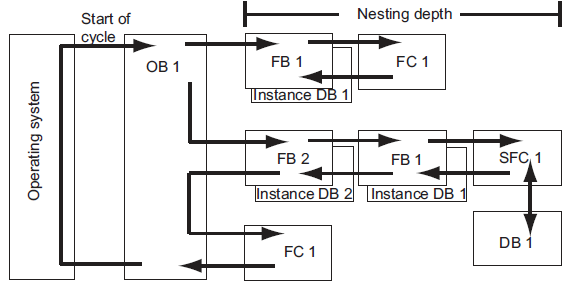 Start of
cycle
Nesting depth
Operating system
OB 1
FB 1
FC 1
Instance DB 1
FB 2
FB 1
SFC 1
Instance DB 2
Instance DB 1
FC 1
DB 1